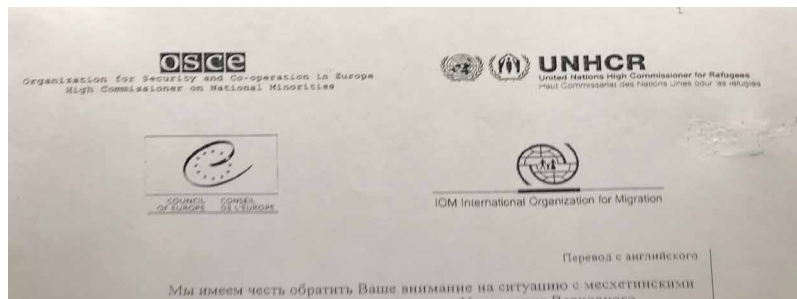 osce
Organization for Security and Co-operation in Europe
High Commissioner on National Minorities
UNHCR
United Nations High Commissioner for Refugees
Haut Commissariat des Nations Unies pour les réfugiés
COUNCIL CONSEIL
OF EUROPE DE L'EUROPE
IOM International Organization for Migration
Перевод с английского
Мы имеем честь обратить Ваше внимание на ситуацию с месхетинскими